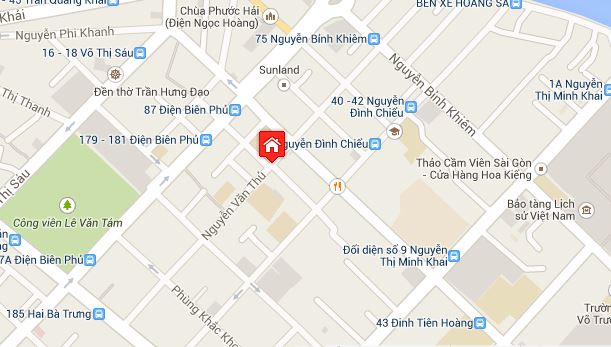 43 Trần Quang
Khải
BẾN XE HOÀNG SA
Chùa Phước Hải
(Điện Ngọc Hoàng)
Nguyễn Phi Khanh
75 Nguyễn Bỉnh Khiêm
16 - 18 Võ Thị Sáu
Sunland
Nguyễn Bỉnh Khiêm
1A Nguyễn
Thị Minh Khai
Đền thờ Trần Hưng Đạo
Thị Thanh
87 Điện Biên Phủ
40 -42 Nguyễn
Đình Chiểu
179 - 181 Điện Biên Phủ
guyễn Đình Chiểu
Thảo Cầm Viên Sài Gòn
- Cửa Hàng Hoa Kiểng
Thị Sáu
Nguyễn Văn Thủ
Công viên Lê Văn Tám
Bảo tàng Lịch
sử Việt Nam
7A Điện Biên Phủ
Đối diện số 9 Nguyễn
Thị Minh Khai
Phùng Khắc Kho
185 Hai Bà Trưng
43 Đinh Tiên Hoàng
Trườ
Võ Trư